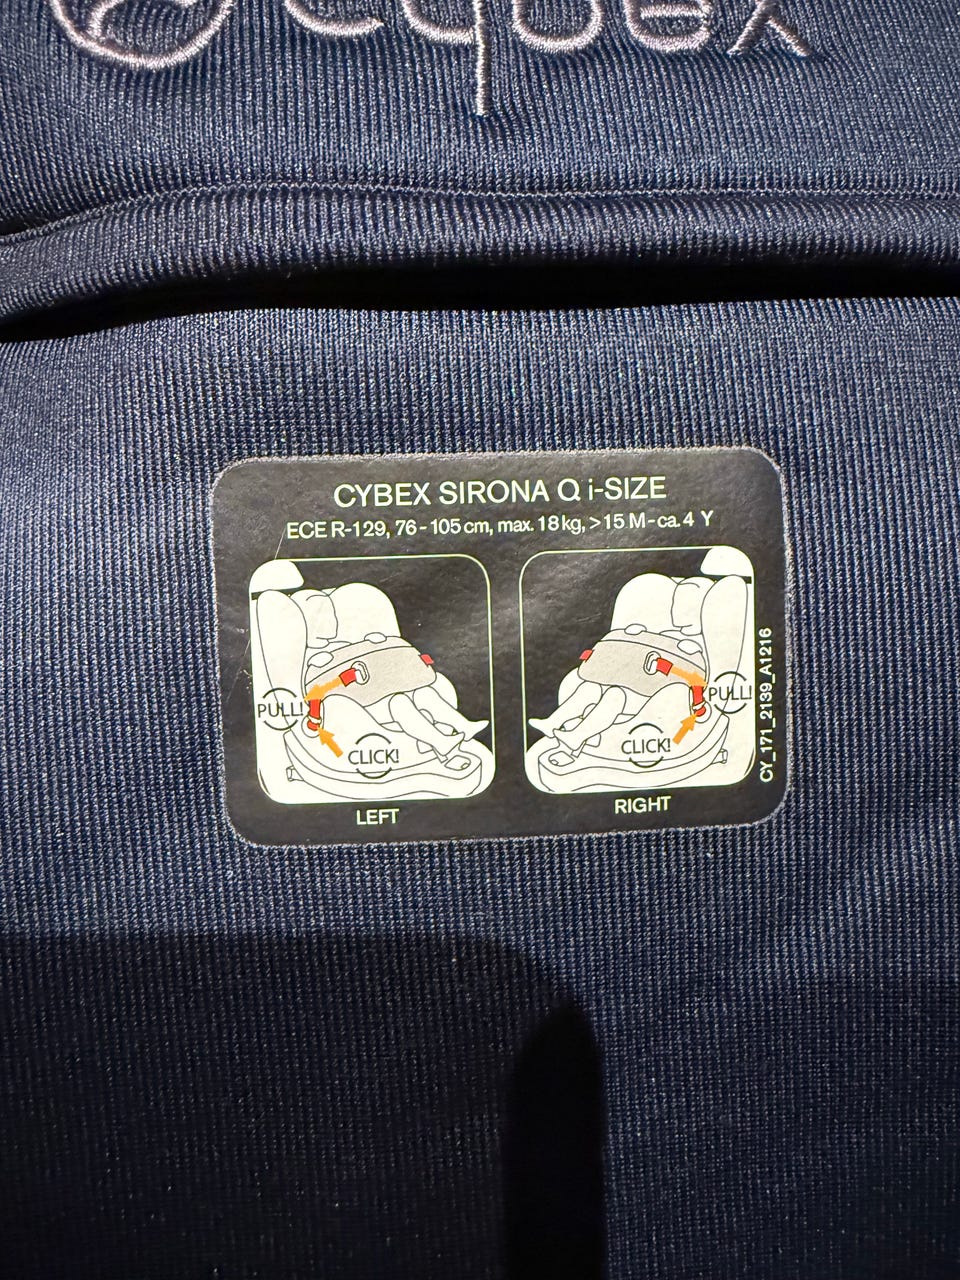 cybex
CYBEX SIRONA Q i-SIZE
ECE R-129, 76 - 105 cm, max. 18 kg, > 15 M - ca. 4 Y
PULL!
CLICK!
LEFT
PULL!
CLICK!
RIGHT
CY_171_2139_A1216